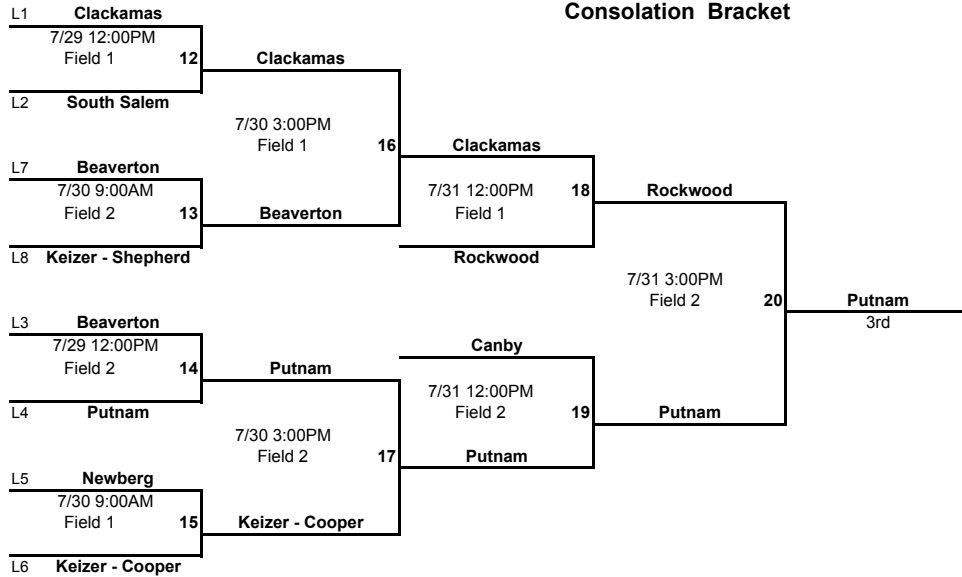 Consolation Bracket
L1 Clackamas
7/29 12:00PM
Field 1 12
Clackamas
L2 South Salem
7/30 3:00PM
Field 1 16
Clackamas
L7 Beaverton
7/30 9:00AM
Field 2 13
Beaverton
L8 Keizer - Shepherd
7/31 12:00PM 18
Field 1
Rockwood
Rockwood
7/31 3:00PM
Field 2 20
Putnam
3rd
L3 Beaverton
7/29 12:00PM
Field 2 14
Putnam
L4 Putnam
Canby
7/31 12:00PM
Field 2 19
Putnam
7/30 3:00PM
Field 2 17
Putnam
L5 Newberg
7/30 9:00AM
Field 1 15
Keizer - Cooper
L6 Keizer - Cooper